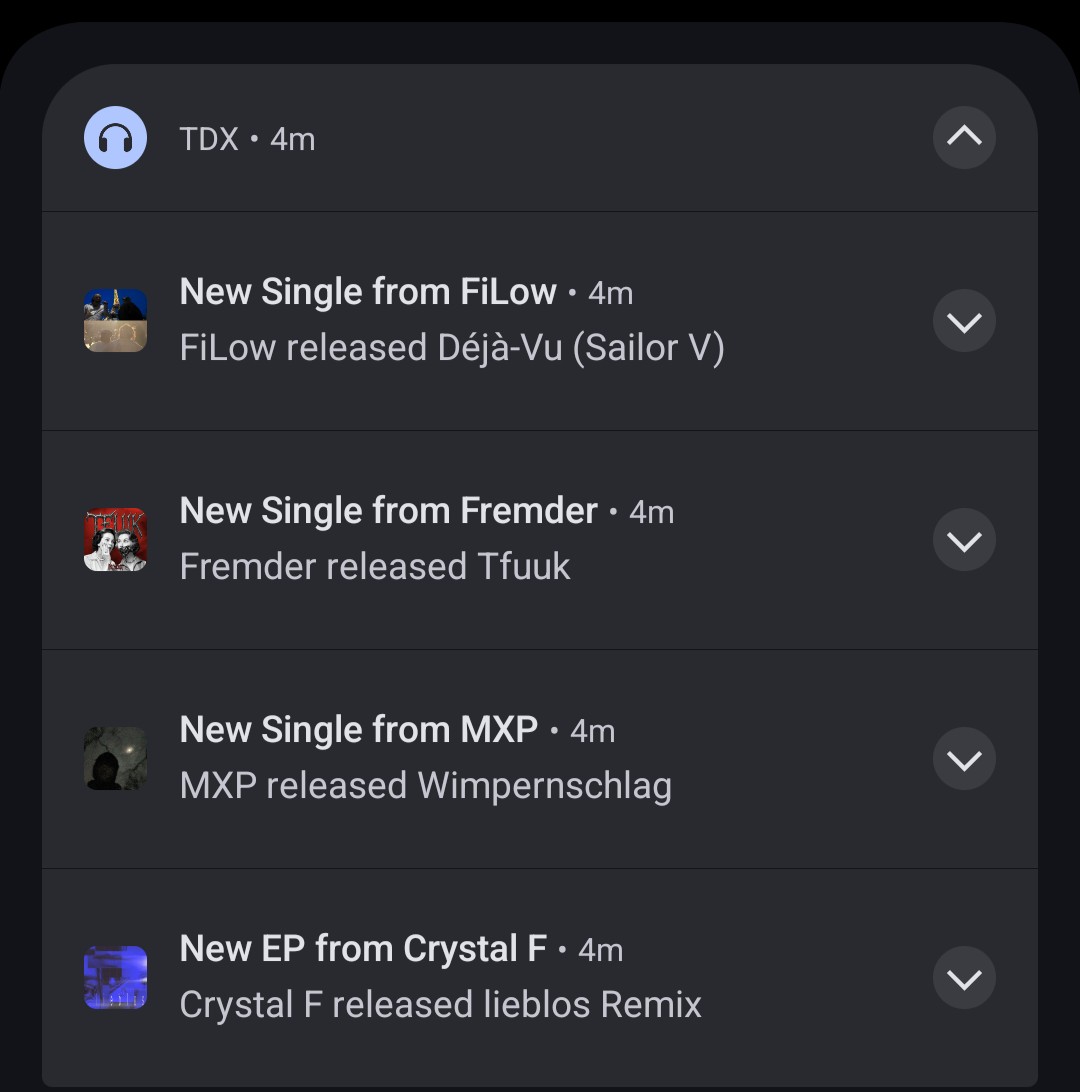 TDX • 4m
New Single from FiLow • 4m
FiLow released Déjà-Vu (Sailor V)
New Single from Fremder • 4m
Fremder released Tfuuk
New Single from MXP • 4m
MXP released Wimpernschlag
New EP from Crystal F • 4m
Crystal F released lieblos Remix